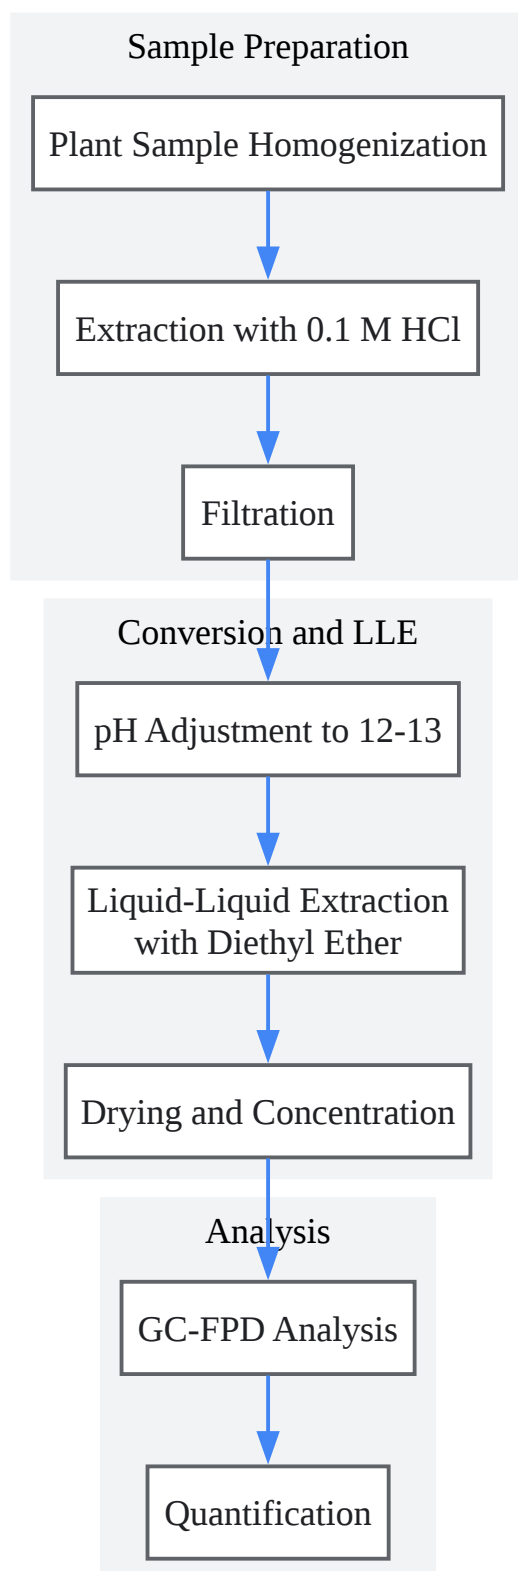 Sample Preparation
Plant Sample Homogenization
Extraction with 0.1 M HCl
Filtration
Conversion and LLE
pH Adjustment to 12-13
Liquid-Liquid Extraction
with Diethyl Ether
Drying and Concentration
Analysis
GC-FPD Analysis
Quantification